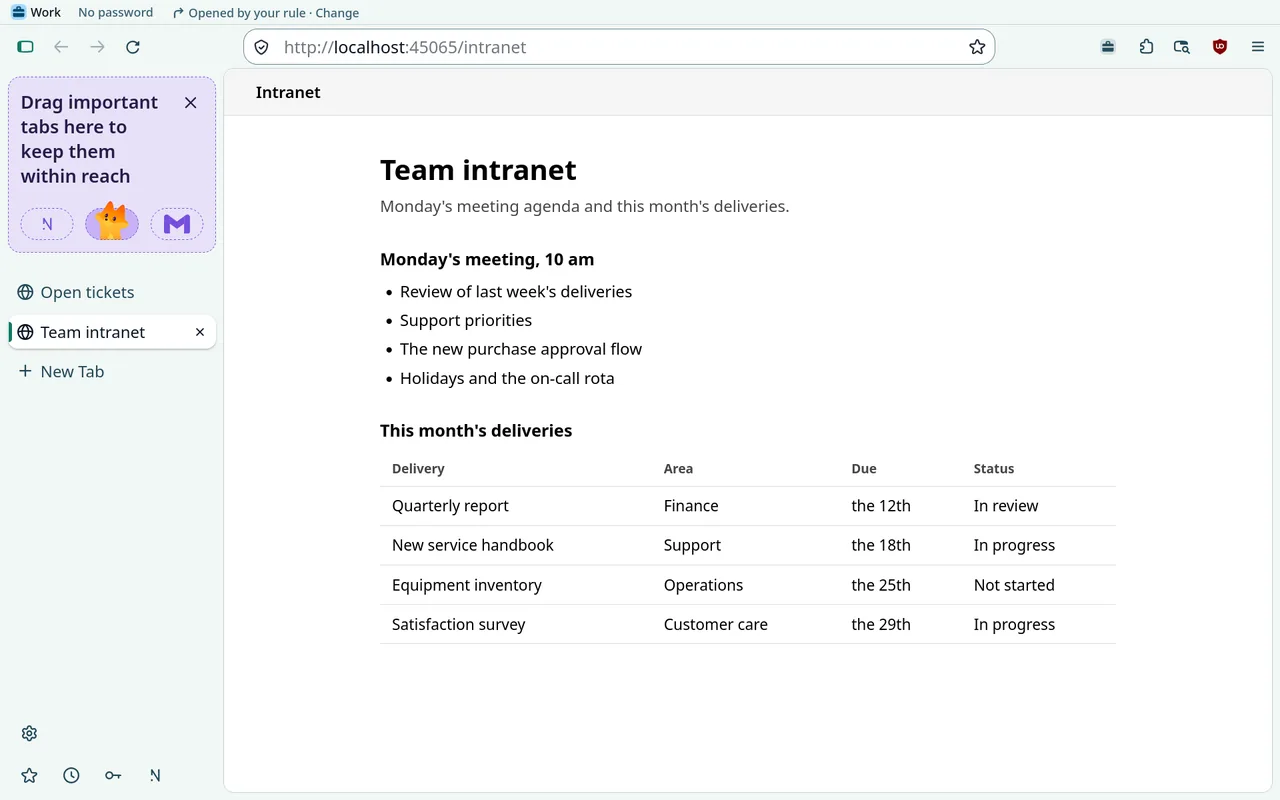 Work No password Opened by your rule · Change
http://localhost:45065/intranet
Drag important
tabs here to
keep them
within reach
Open tickets
Team intranet
New Tab
Intranet
Team intranet
Monday's meeting agenda and this month's deliveries.
Monday's meeting, 10 am
• Review of last week's deliveries
• Support priorities
• The new purchase approval flow
• Holidays and the on-call rota
This month's deliveries
Delivery Area Due Status
Quarterly report Finance the 12th In review
New service handbook Support the 18th In progress
Equipment inventory Operations the 25th Not started
Satisfaction survey Customer care the 29th In progress